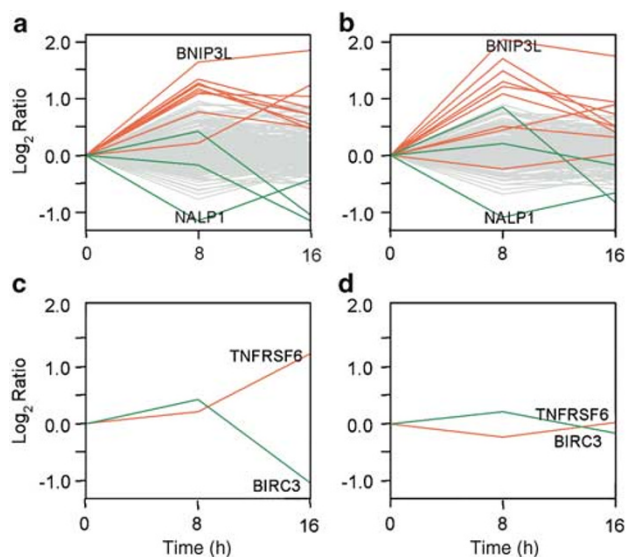 a
b
2.0
1.0
0.0
-1.0
Log2 Ratio
BNIP3L
NALP1
0
8
16
2.0
1.0
0.0
-1.0
BNIP3L
NALP1
0
8
16
c
d
2.0
1.0
0.0
-1.0
Log2 Ratio
TNFRSF6
BIRC3
0
8
16
Time (h)
2.0
1.0
0.0
-1.0
TNFRSF6
BIRC3
0
8
16
Time (h)